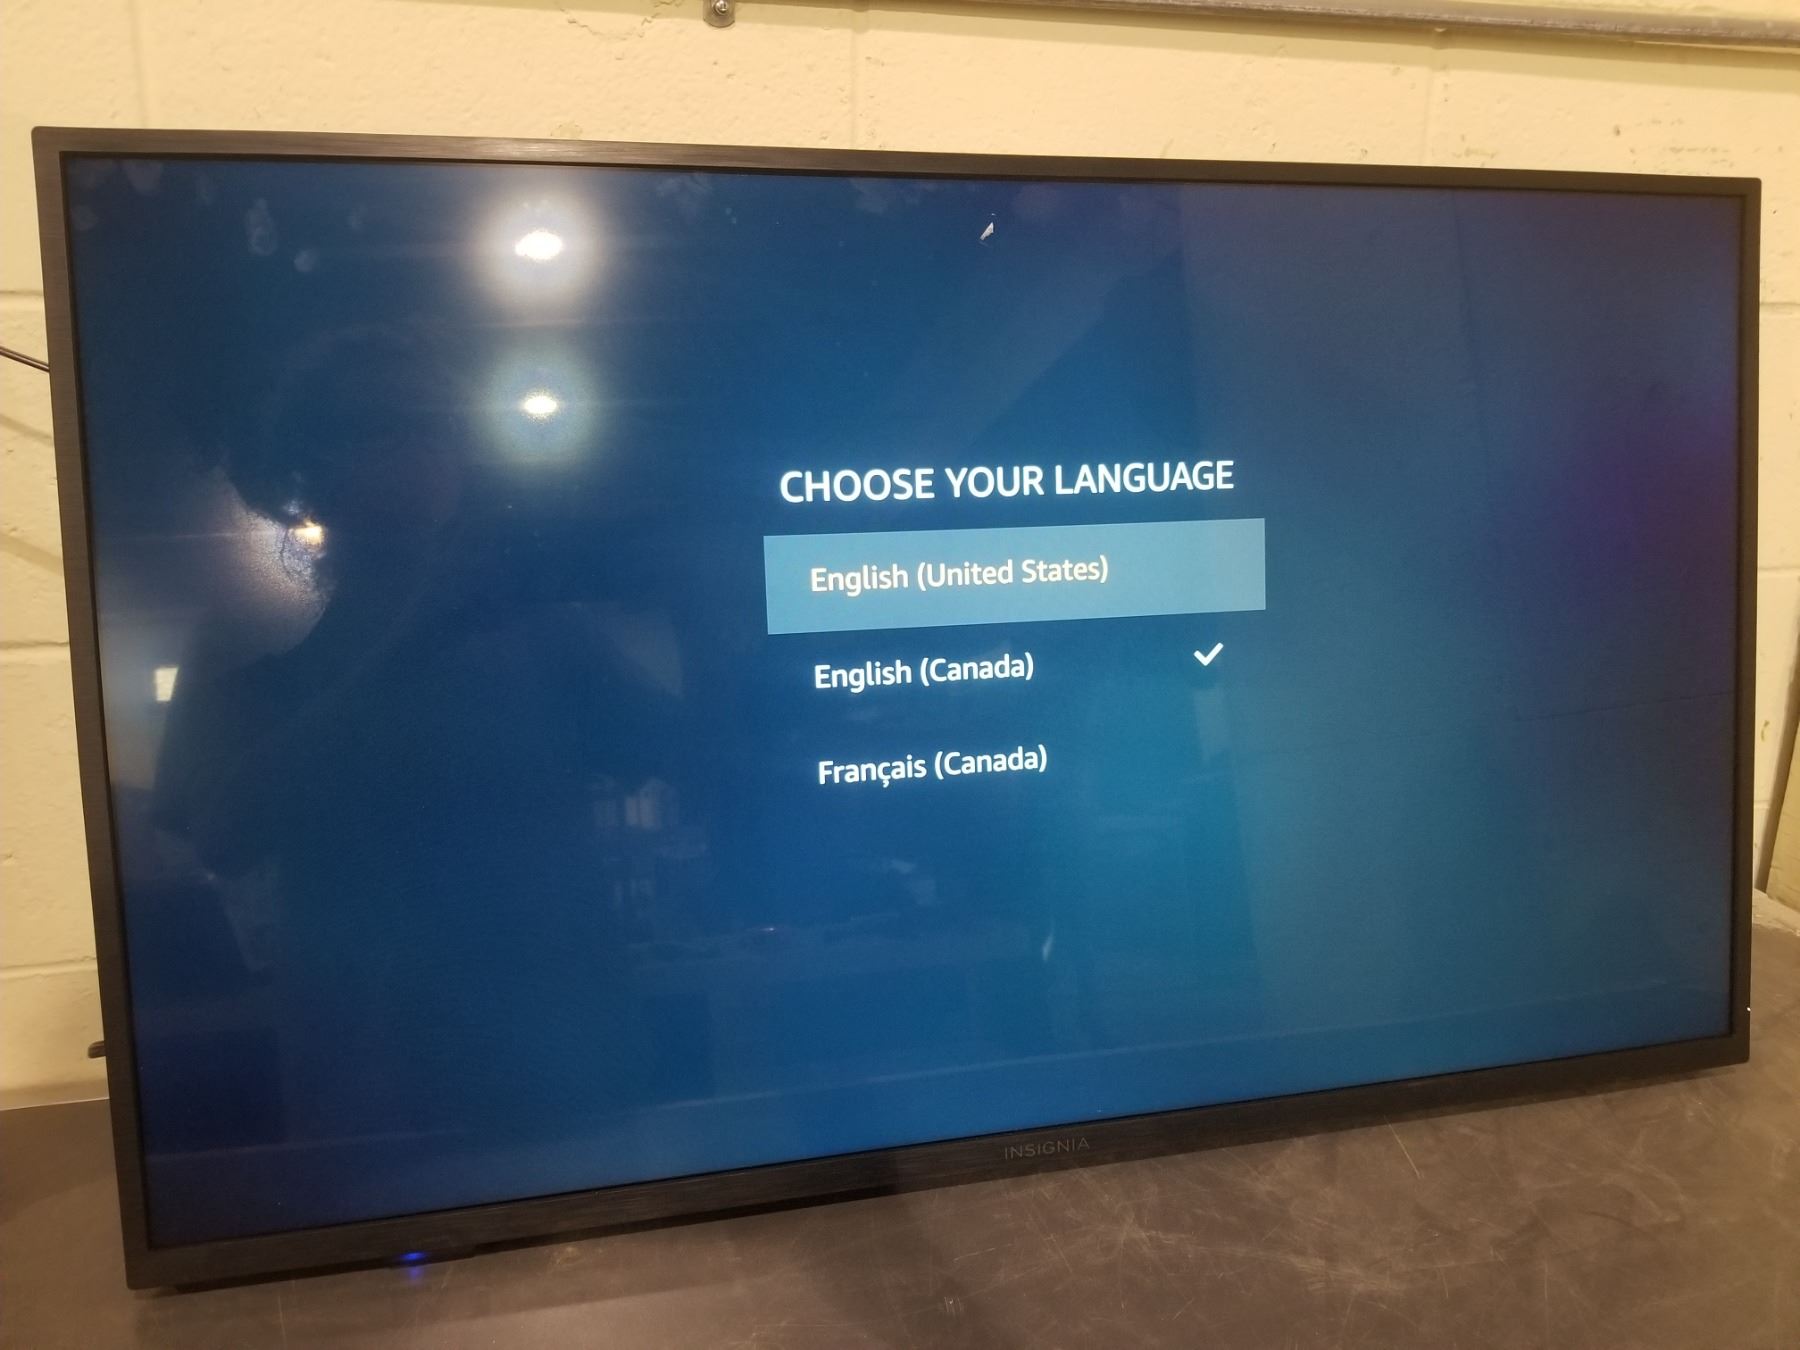 CHOOSE YOUR LANGUAGE
English (United States)
English (Canada)
Français (Canada)
INSIGNIA